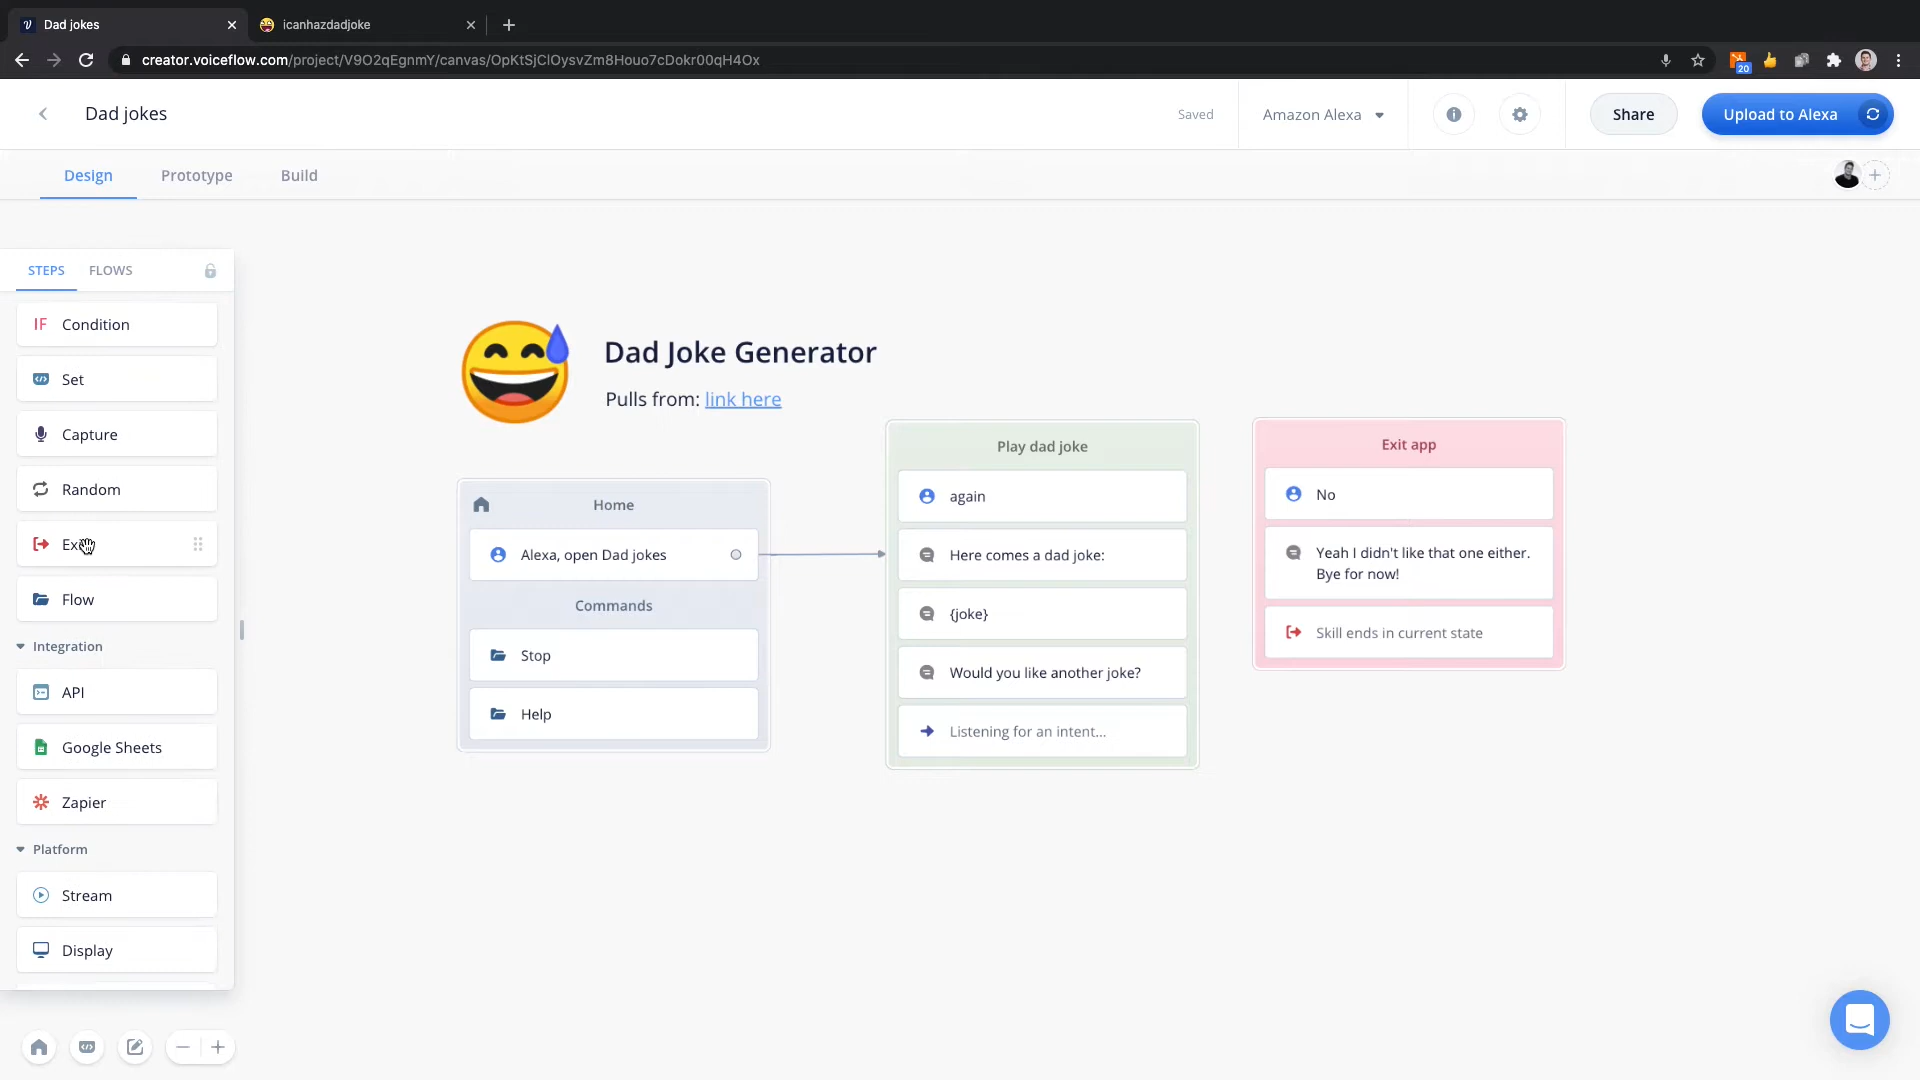 Dad jokes
icanhazdadjoke
creator.voiceflow.com/project/V9O2qEgnmY/canvas/OpKtSjClOysvZm8Houo7cDokr00qH4Ox
20
Dad jokes
Saved
Amazon Alexa
Share
Upload to Alexa
Design
Prototype
Build
STEPS
FLOWS
IF Condition
Set
Capture
Random
Flow
Integration
API
Google Sheets
Zapier
Platform
Stream
Display
Dad Joke Generator
Pulls from: link here
Home
Alexa, open Dad jokes
Commands
Stop
Help
Play dad joke
again
Here comes a dad joke:
{joke}
Would you like another joke?
Listening for an intent...
Exit app
No
Yeah I didn't like that one either.
Bye for now!
Skill ends in current state